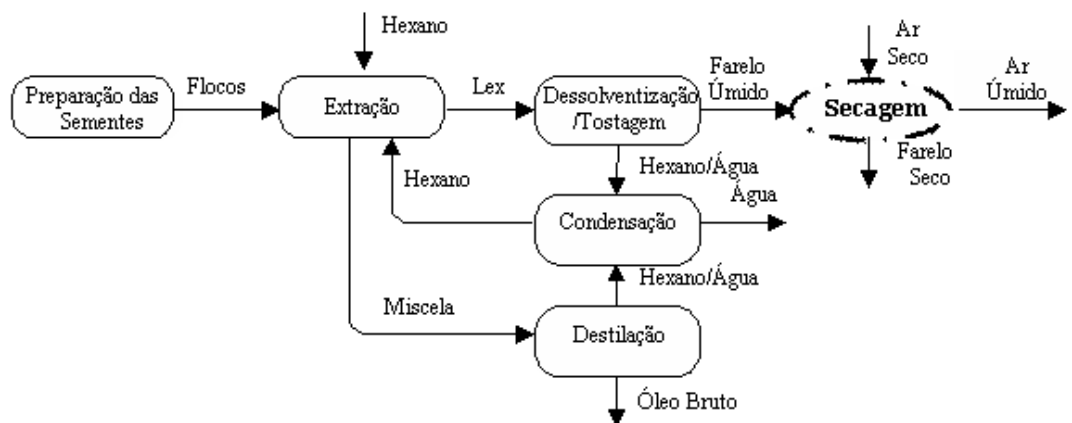 Hexano
Ar
Seco
Ar
Úmido
Preparação das
Sementes
Flocos
Extração
Lex
Dessolventização
/Tostagem
Farelo
Úmido
Secagem
Farelo
Seco
Hexano
Hexano/Água
Água
Condensação
Hexano/Água
Miscela
Destilação
Óleo Bruto